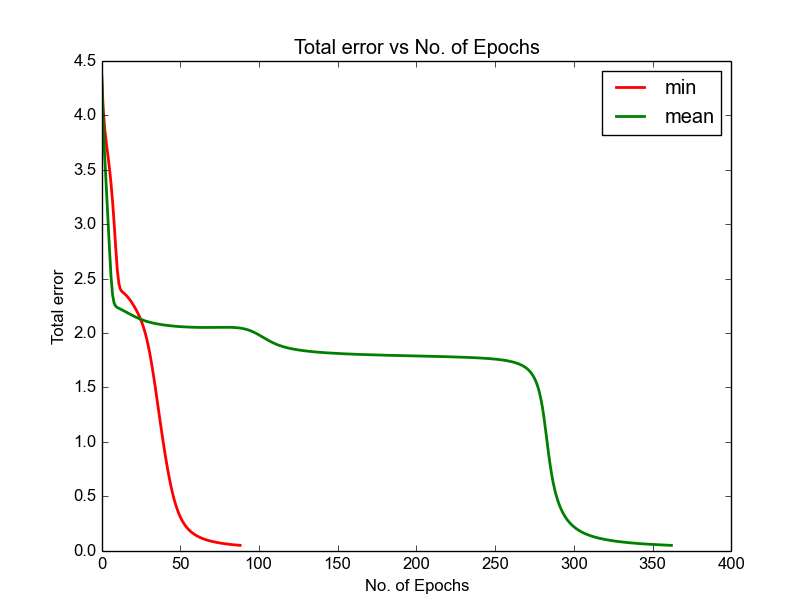 Total error vs No. of Epochs
min
mean
Total error
4.5
4.0
3.5
3.0
2.5
2.0
1.5
1.0
0.5
0.0
0 50 100 150 200 250 300 350 400
No. of Epochs